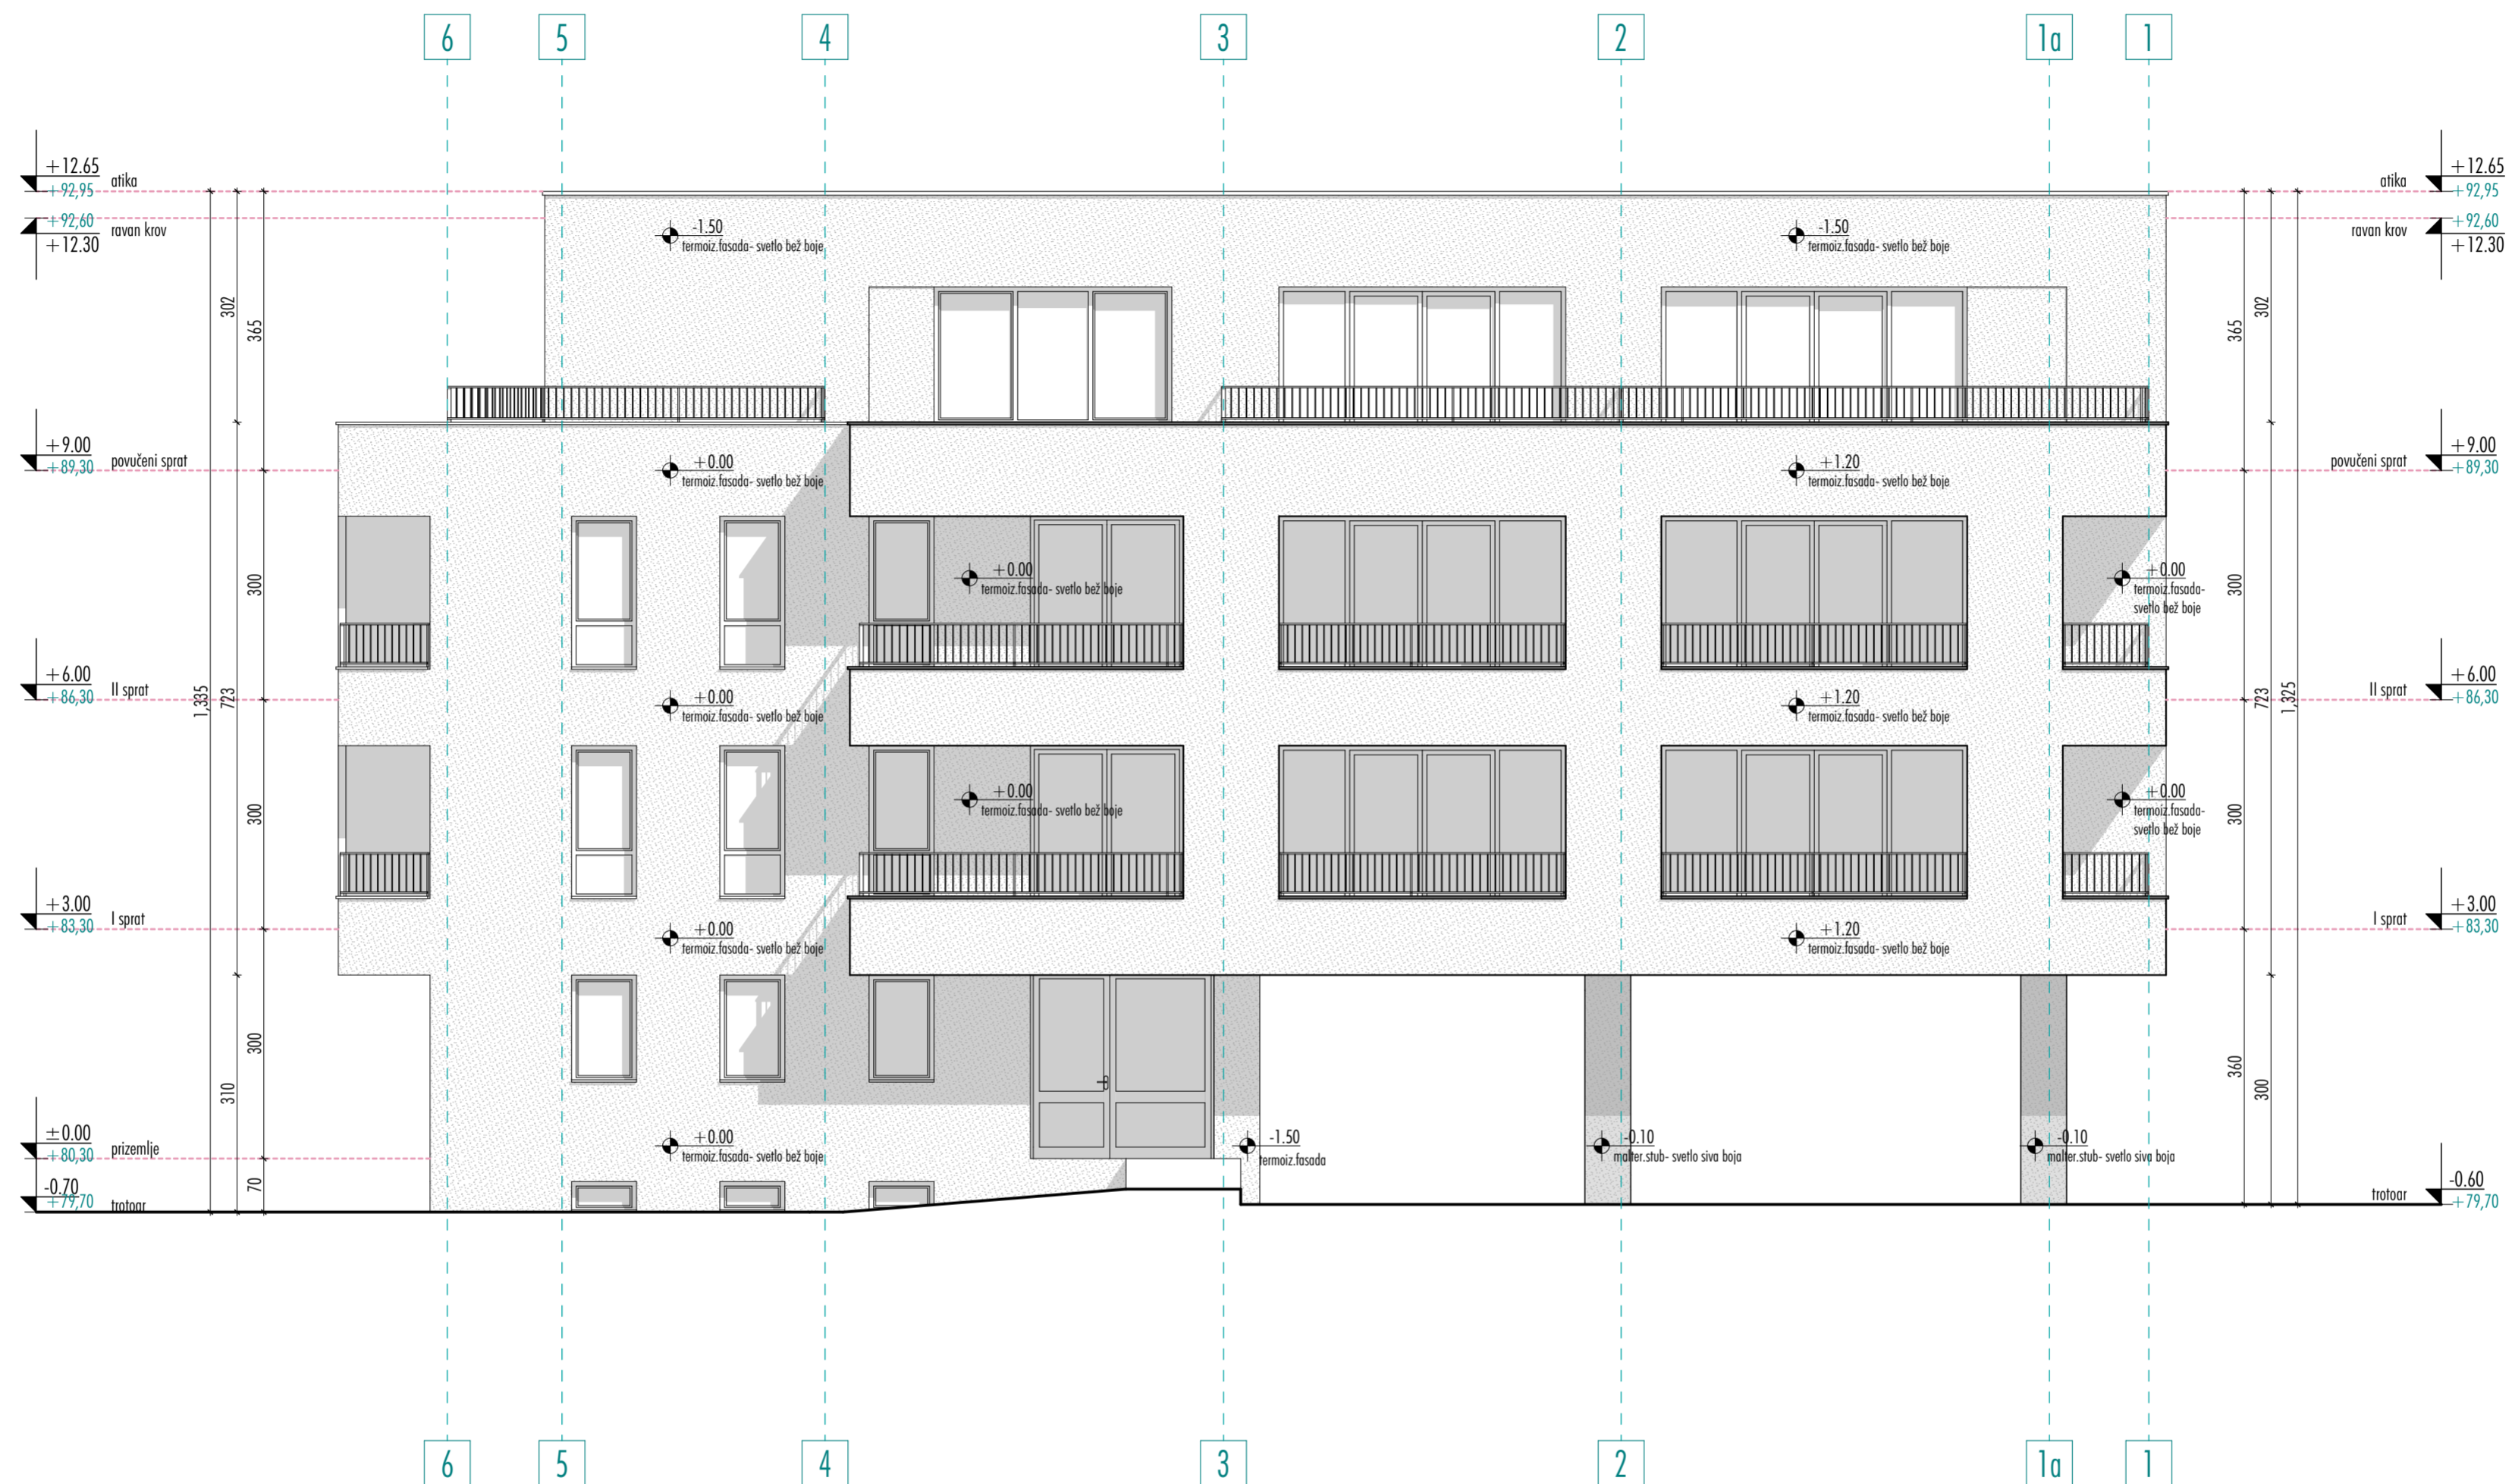 6 5 4 3 2 1a 1
+12.65
+92,95
atika
+92,60
+12.30
ravan krov
+12.65
+92,95
atika
+92,60
+12.30
ravan krov
-1.50
termoiz.fasada- svetlo bež boje
-1.50
termoiz.fasada- svetlo bež boje
302
365
365
302
+9.00
+89,30
povučeni sprat
+0.00
termoiz.fasada- svetlo bež boje
+1.20
termoiz.fasada- svetlo bež boje
+9.00
+89,30
povučeni sprat
300
+0.00
termoiz.fasada- svetlo bež boje
+0.00
termoiz.fasada-
svetlo bež boje
300
+6.00
+86,30
II sprat
1,335
723
+0.00
termoiz.fasada- svetlo bež boje
+1.20
termoiz.fasada- svetlo bež boje
723
1,325
+6.00
+86,30
II sprat
300
+0.00
termoiz.fasada- svetlo bež boje
+0.00
termoiz.fasada-
svetlo bež boje
300
+3.00
+83,30
I sprat
+0.00
termoiz.fasada- svetlo bež boje
+1.20
termoiz.fasada- svetlo bež boje
+3.00
+83,30
I sprat
310
300
360
300
±0.00
+80,30
prizemlje
+0.00
termoiz.fasada- svetlo bež boje
-1.50
termoiz.fasada
-0.10
malter.stub- svetlo siva boja
-0.10
malter.stub- svetlo siva boja
70
-0.70
+79,70
trotoar
-0.60
+79,70
trotoar
6 5 4 3 2 1a 1